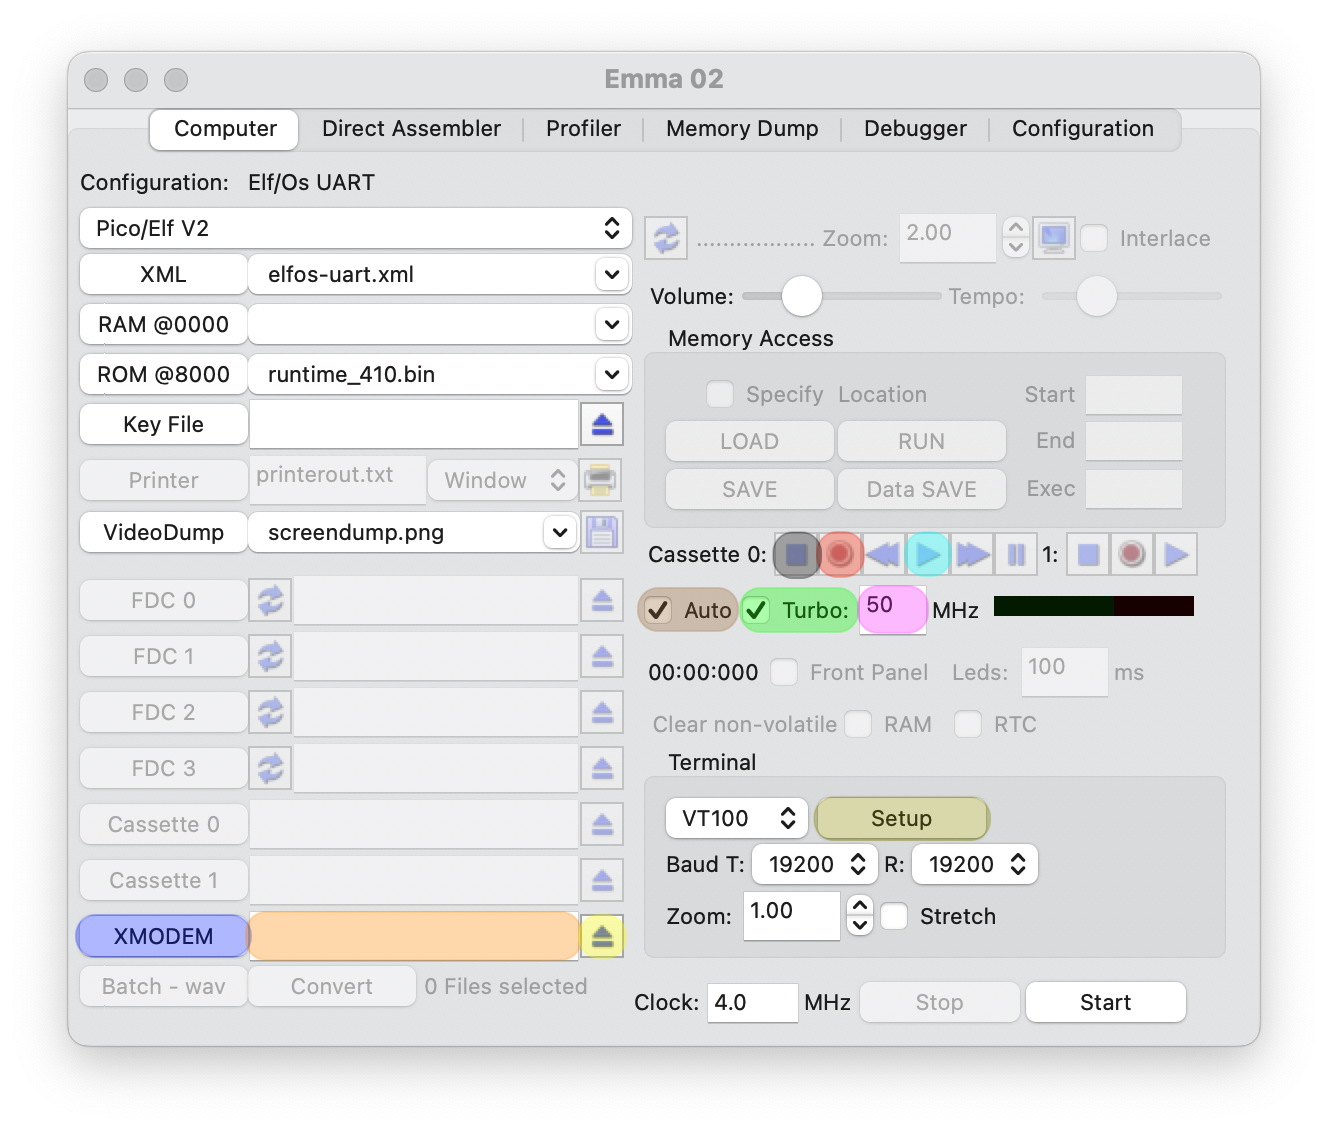 Emma 02
Computer Direct Assembler Profiler Memory Dump Debugger Configuration
Configuration: Elf/Os UART
Pico/Elf V2
XML elfos-uart.xml
RAM @0000
ROM @8000 runtime_410.bin
Key File
Printer printerout.txt Window
VideoDump screendump.png
FDC 0
FDC 1
FDC 2
FDC 3
Cassette 0
Cassette 1
XMODEM
Batch - wav Convert 0 Files selected
.................. Zoom: 2.00 Interlace
Volume: Tempo:
Memory Access
Specify Location Start
LOAD RUN End
SAVE Data SAVE Exec
Cassette 0: 1:
Auto Turbo: 50 MHz
00:00:000 Front Panel Leds: 100 ms
Clear non-volatile RAM RTC
Terminal
VT100 Setup
Baud T: 19200 R: 19200
Zoom: 1.00 Stretch
Clock: 4.0 MHz Stop Start